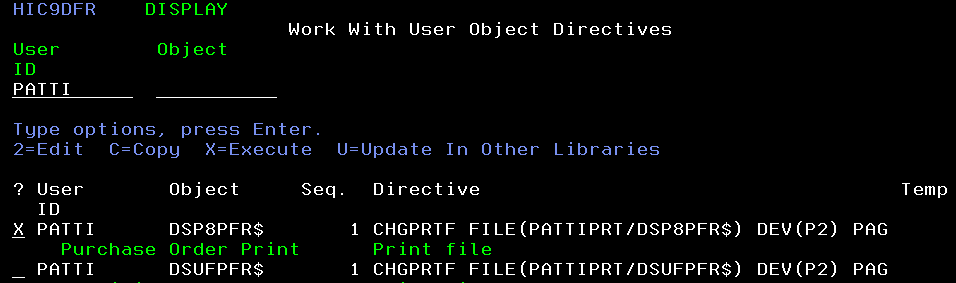 HIC9DFR DISPLAY
Work With User Object Directives
User Object
ID
PATTI
Type options, press Enter.
2=Edit C=Copy X=Execute U=Update In Other Libraries
? User Object Seq. Directive Temp
ID
X PATTI DSP8PFR$ 1 CHGPRTF FILE(PATTIPRT/DSP8PFR$) DEV(P2) PAG
Purchase Order Print Print file
_ PATTI DSUFPFR$ 1 CHGPRTF FILE(PATTIPRT/DSUFPFR$) DEV(P2) PAG